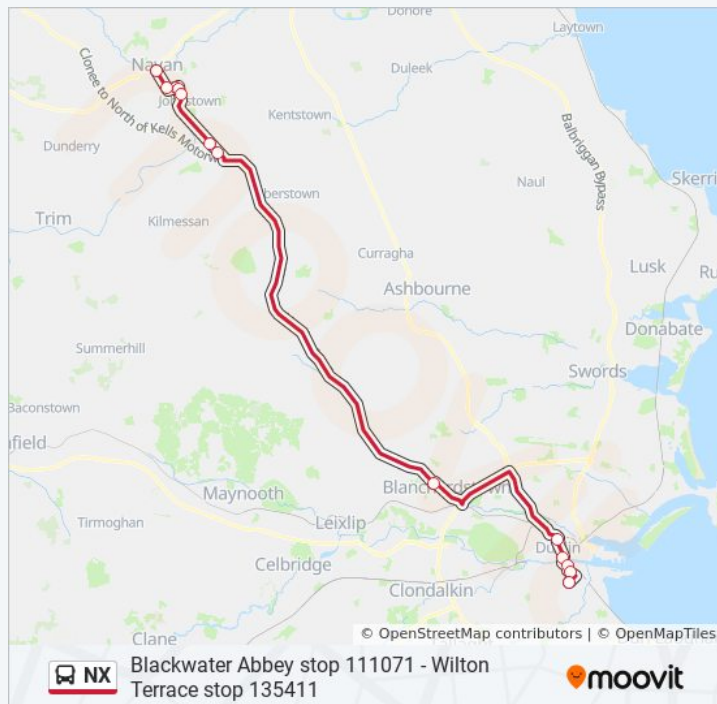 Donore
Laytown
Navan
Duleek
Johnstown
Clonee to North of Kells Motorw
Kentstown
Dunderry
Balbriggan Bypass
Skerri
berstown
Naul
Trim
Kilmessan
Curragha
Lusk
Ru
Ashbourne
Donabate
Summerhill
Swords
Baconstown
nfield
Maynooth
Blanchardstown
Leixlip
Tirmoghan
Dublin
Celbridge
Clondalkin
Clane
© OpenStreetMap contributors | © OpenMapTiles
NX
Blackwater Abbey stop 111071 - Wilton
Terrace stop 135411
moovit